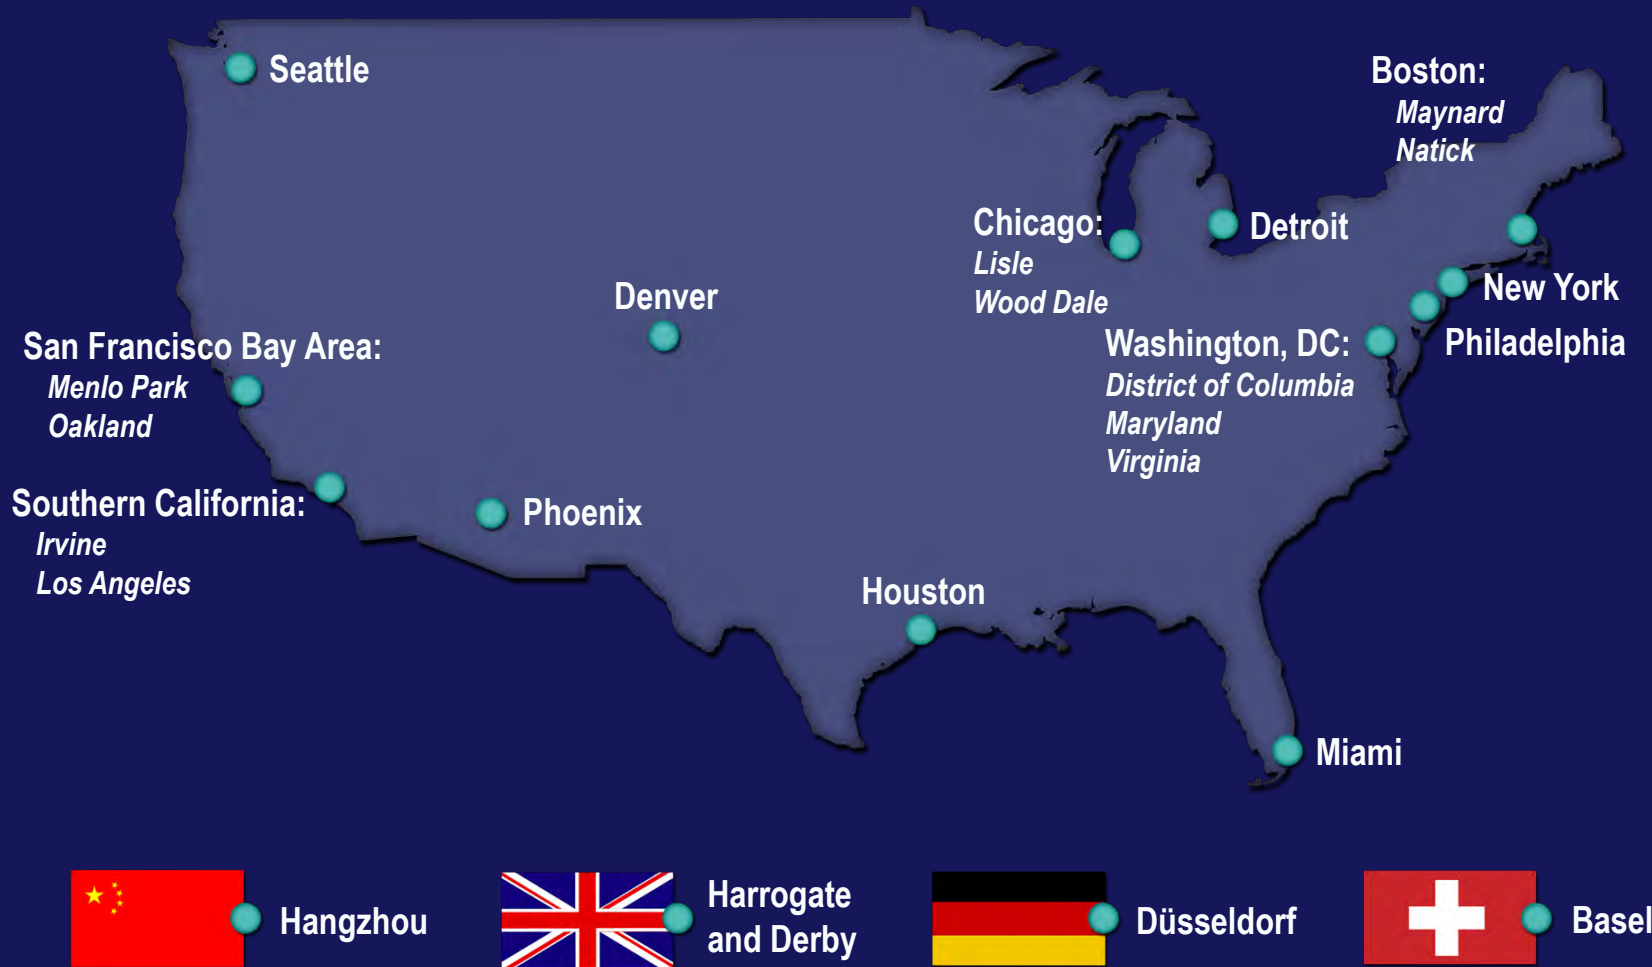 Seattle
Boston:
Maynard
Natick
Chicago:
Lisle
Wood Dale
Detroit
Denver
New York
Philadelphia
San Francisco Bay Area:
Menlo Park
Oakland
Washington, DC:
District of Columbia
Maryland
Virginia
Southern California:
Irvine
Los Angeles
Phoenix
Houston
Miami
Hangzhou
Harrogate
and Derby
Düsseldorf
Basel